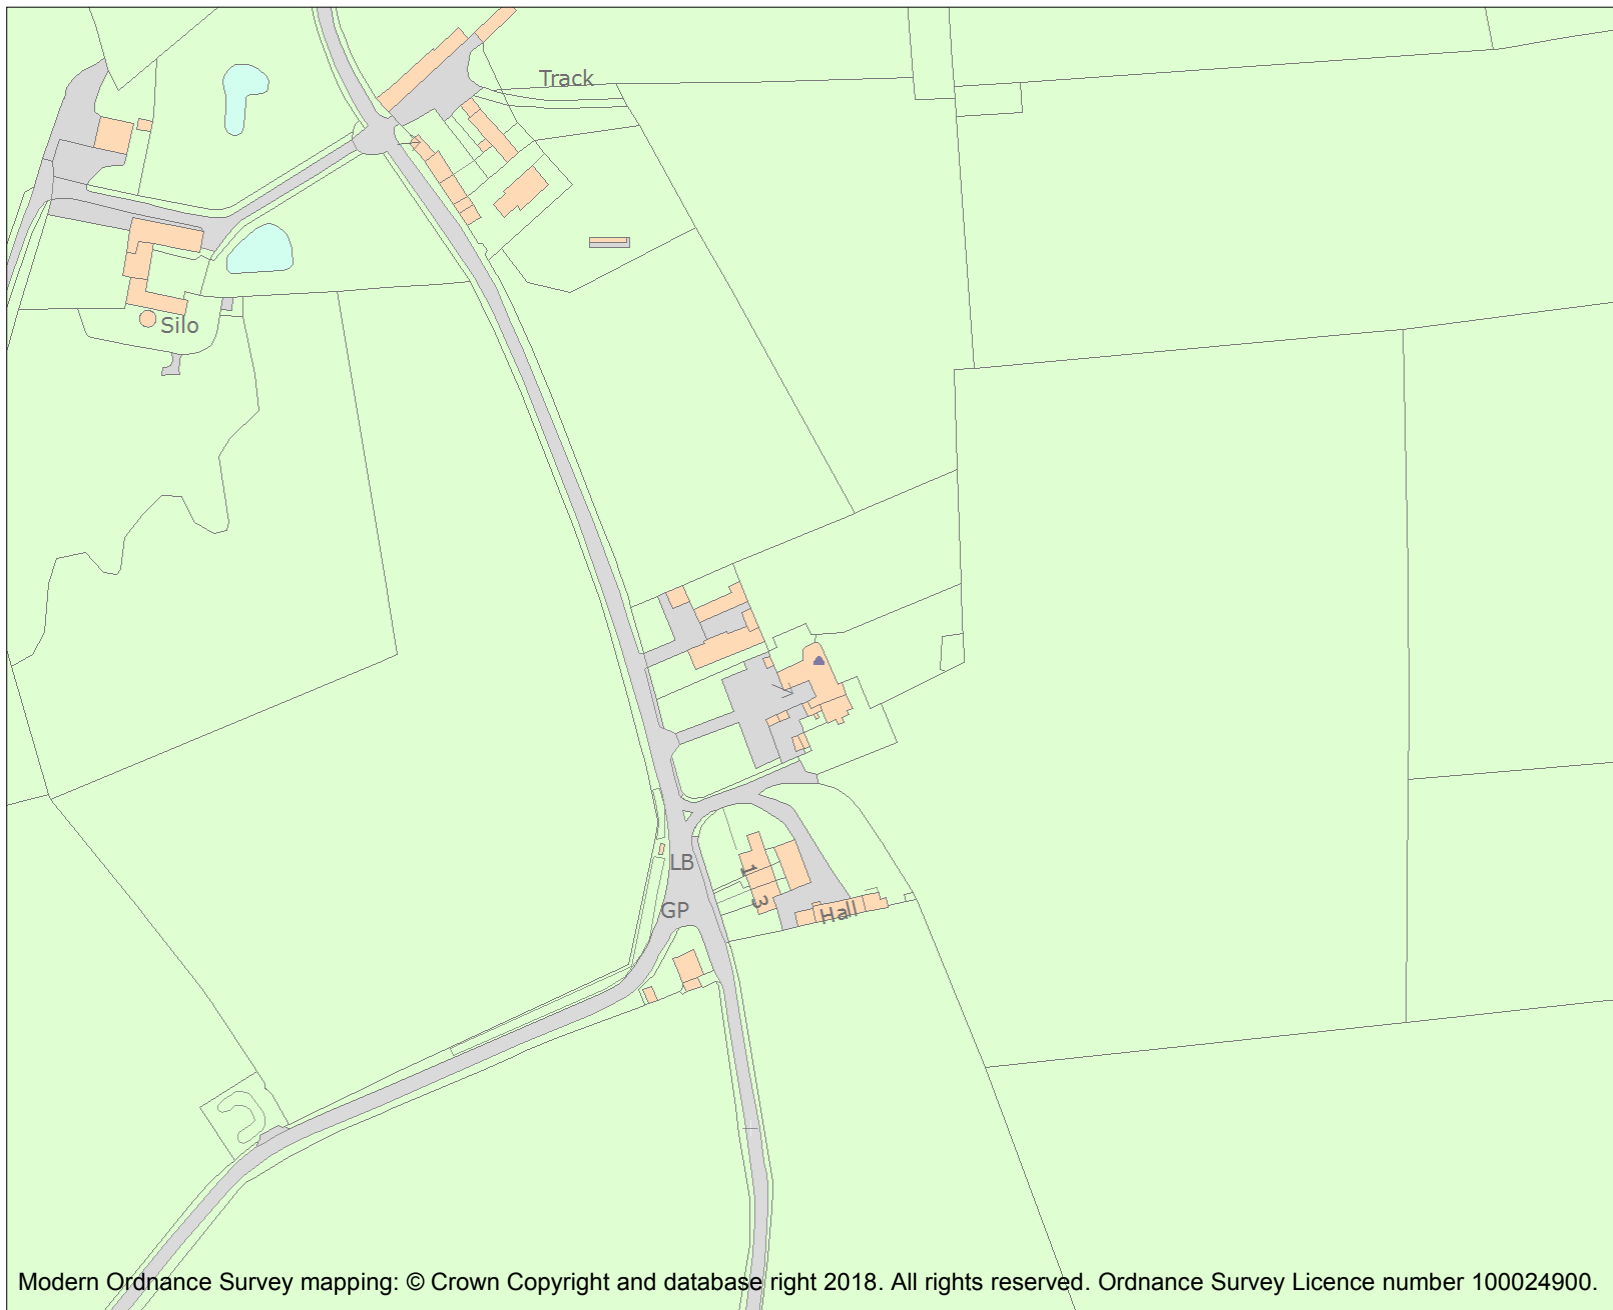 Track
Silo
LB
1
3
GP
Hall
Modern Ordnance Survey mapping: © Crown Copyright and database right 2018. All rights reserved. Ordnance Survey Licence number 100024900.